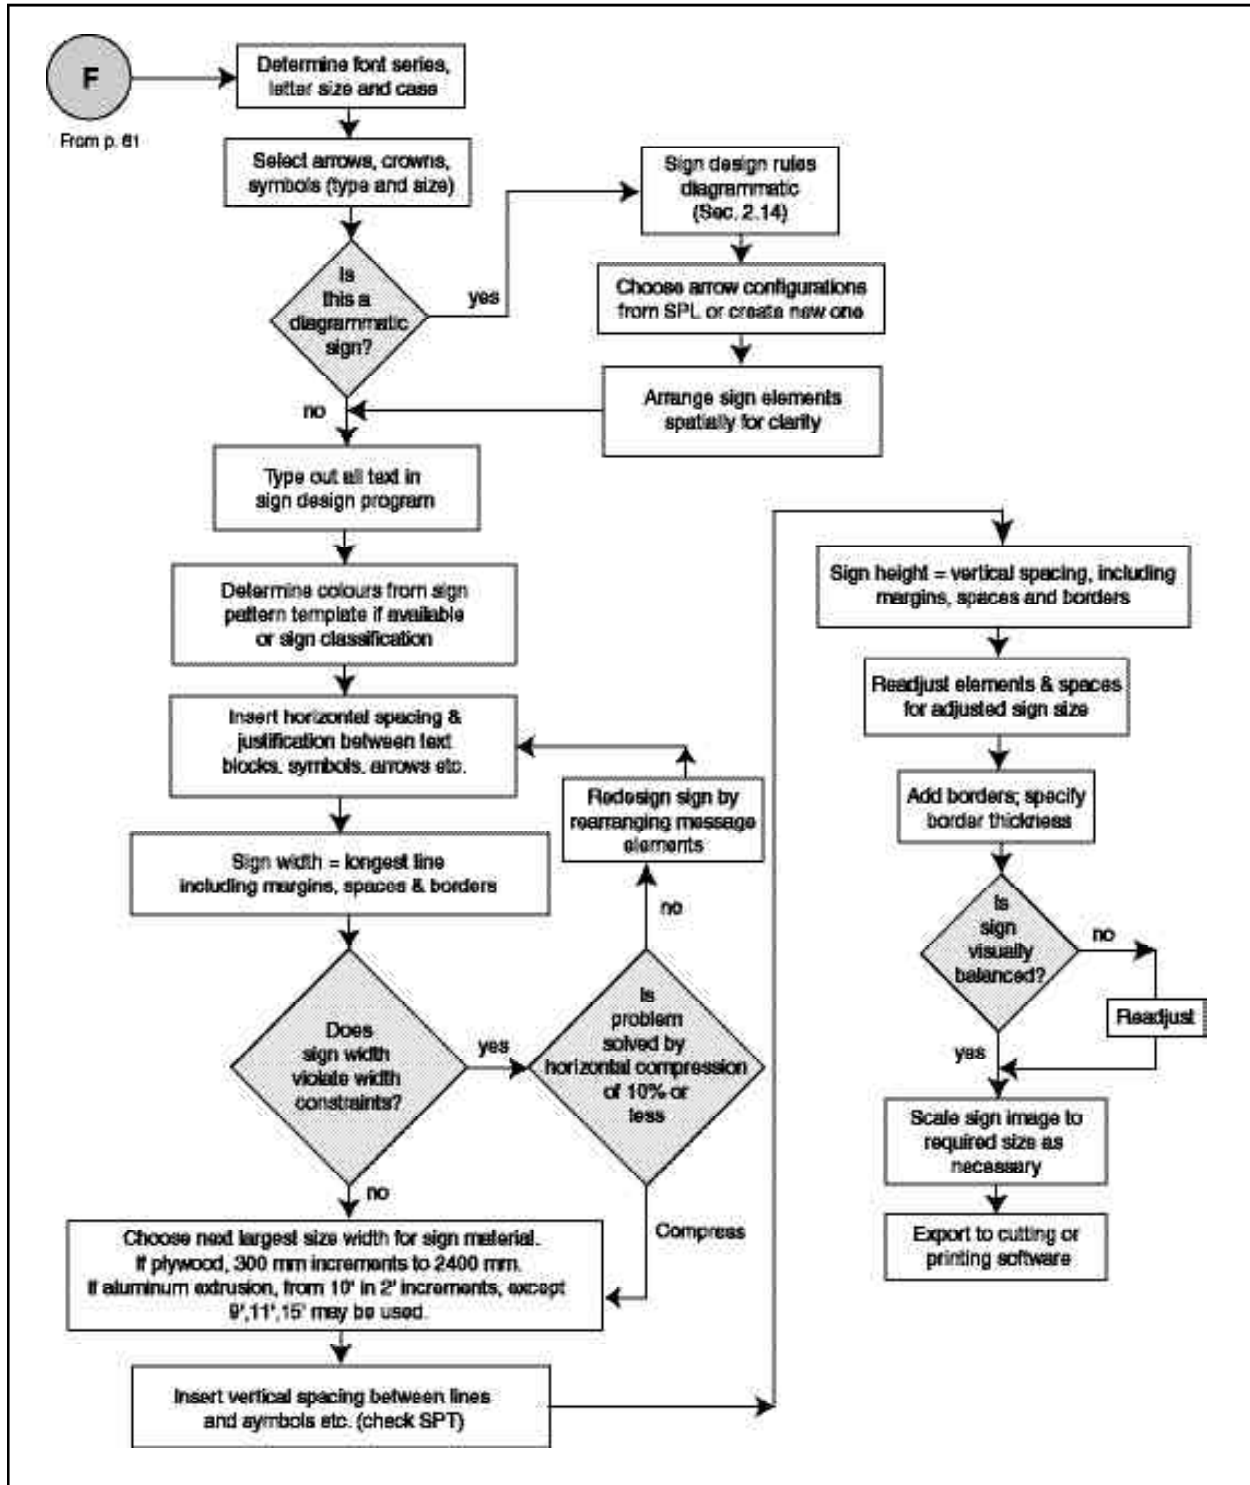 F
From p. 61
Determine font series,
letter size and case
Select arrows, crowns,
symbols (type and size)
Is
this a
diagrammatic
sign?
yes
no
Sign design rules
diagrammatic
(Sec. 2.14)
Choose arrow configurations
from SPL or create new one
Arrange sign elements
spatially for clarity
Type out all text in
sign design program
Determine colours from sign
pattern template if available
or sign classification
Insert horizontal spacing &
justification between text
blocks, symbols, arrows etc.
Sign width = longest line
including margins, spaces & borders
Does
sign width
violate width
constraints?
yes
no
Is
problem
solved by
horizontal compression
of 10% or
less
no
Redesign sign by
rearranging message
elements
Compress
Choose next largest size width for sign material.
If plywood, 300 mm increments to 2400 mm.
If aluminum extrusion, from 10' in 2' increments, except
9',11',15' may be used.
Insert vertical spacing between lines
and symbols etc. (check SPT)
Sign height = vertical spacing, including
margins, spaces and borders
Readjust elements & spaces
for adjusted sign size
Add borders; specify
border thickness
Is
sign
visually
balanced?
no
Readjust
yes
Scale sign image to
required size as
necessary
Export to cutting or
printing software